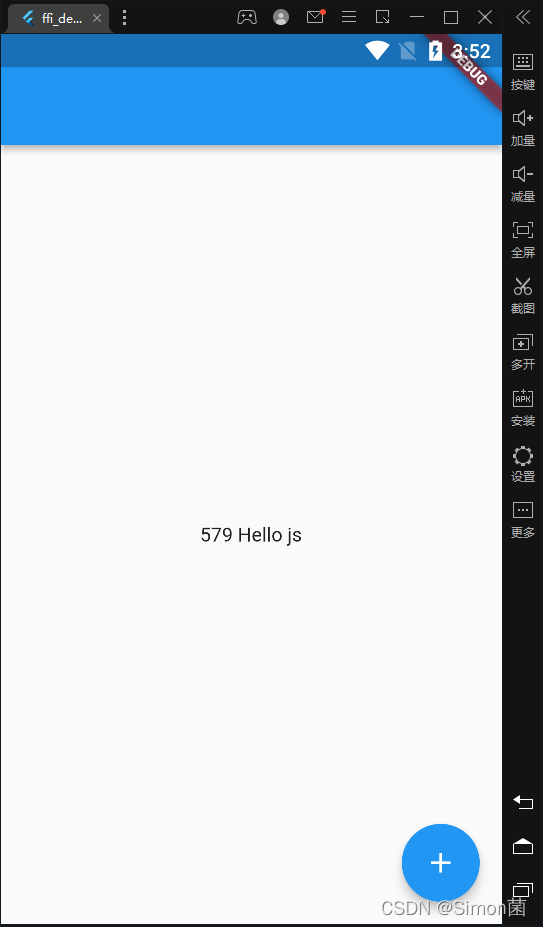 ffi_de...
3:52
DEBUG
按键
加量
减量
全屏
截图
多开
APK
安装
设置
更多
579 Hello js
CSDN @Simon菌